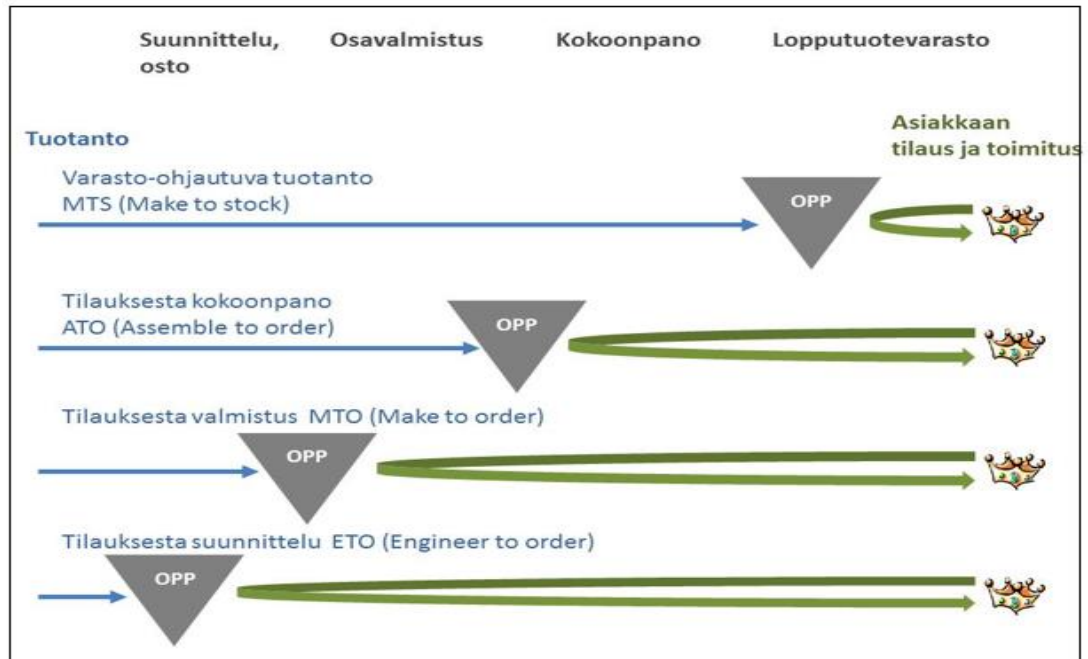 Suunnittelu, Osavalmistus Kokoonpano Lopputuotevarasto
osto
Asiakkaan
tilaus ja toimitus
Tuotanto
Varasto-ohjautuva tuotanto
MTS (Make to stock)
OPP
Tilauksesta kokoonpano
ATO (Assemble to order)
OPP
Tilauksesta valmistus MTO (Make to order)
OPP
Tilauksesta suunnittelu ETO (Engineer to order)
OPP